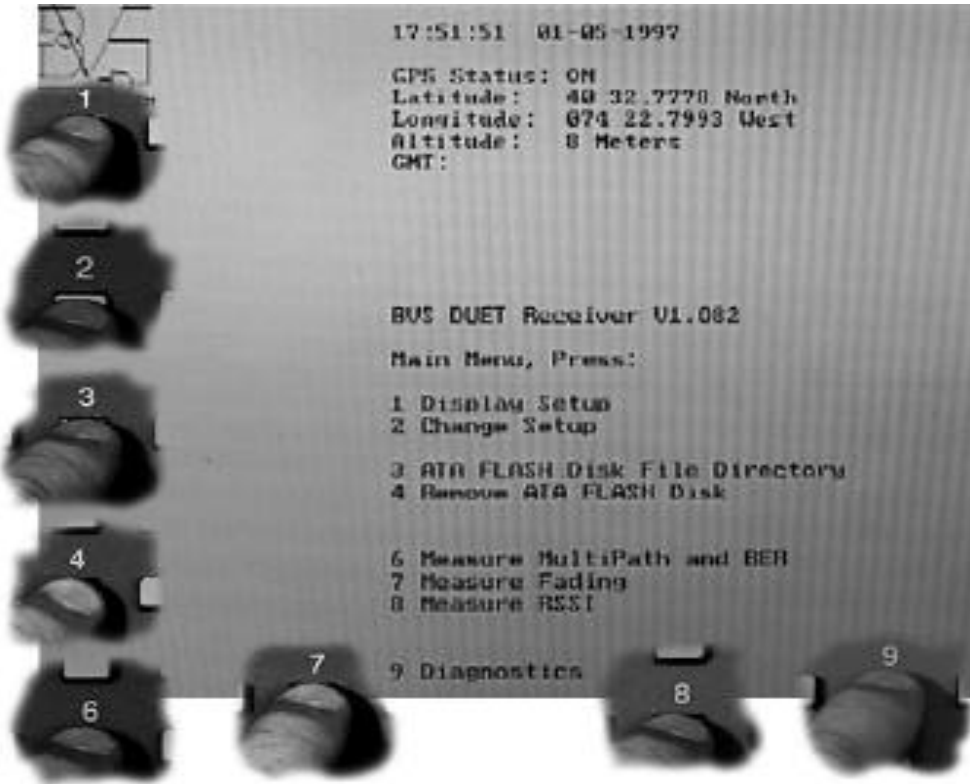 17:51:51 01-05-1997
GPS Status: ON
Latitude: 40 32.7778 North
Longitude: 074 22.7993 West
Altitude: 8 Meters
GMT:
BVS DUET Receiver V1.082
Main Menu, Press:
1 Display Setup
2 Change Setup
3 ATA FLASH Disk File Directory
4 Remove ATA FLASH Disk
6 Measure MultiPath and BER
7 Measure Fading
8 Measure RSSI
9 Diagnostics
1
2
3
4
6
7
8
9